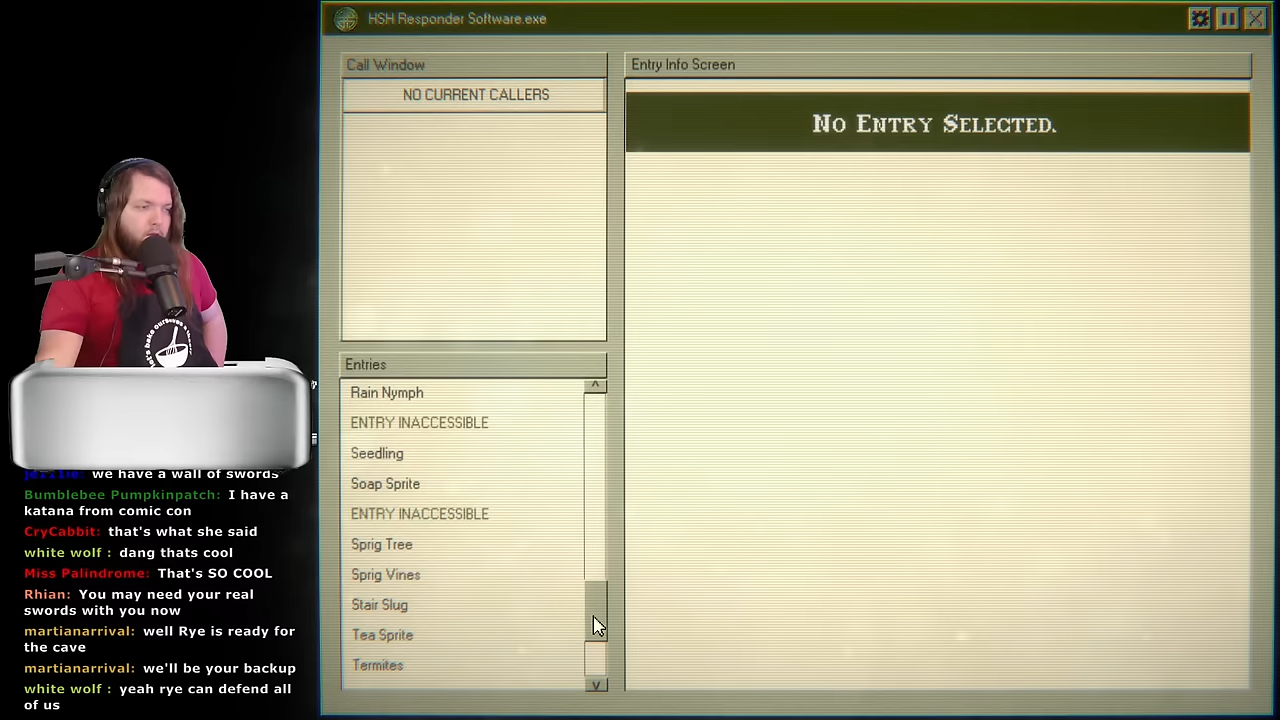 HSH Responder Software.exe
Call Window
NO CURRENT CALLERS
Entry Info Screen
No Entry Selected.
Entries
Rain Nymph
ENTRY INACCESSIBLE
Seedling
Soap Sprite
ENTRY INACCESSIBLE
Sprig Tree
Sprig Vines
Stair Slug
Tea Sprite
Termites
we have a wall of swords
Bumblebee Pumpkinpatch: I have a
katana from comic con
CryCabbit: that's what she said
white wolf : dang thats cool
Miss Palindrome: That's SO COOL
Rhian: You may need your real
swords with you now
martianarrival: well Rye is ready for
the cave
martianarrival: we'll be your backup
white wolf : yeah rye can defend all
of us